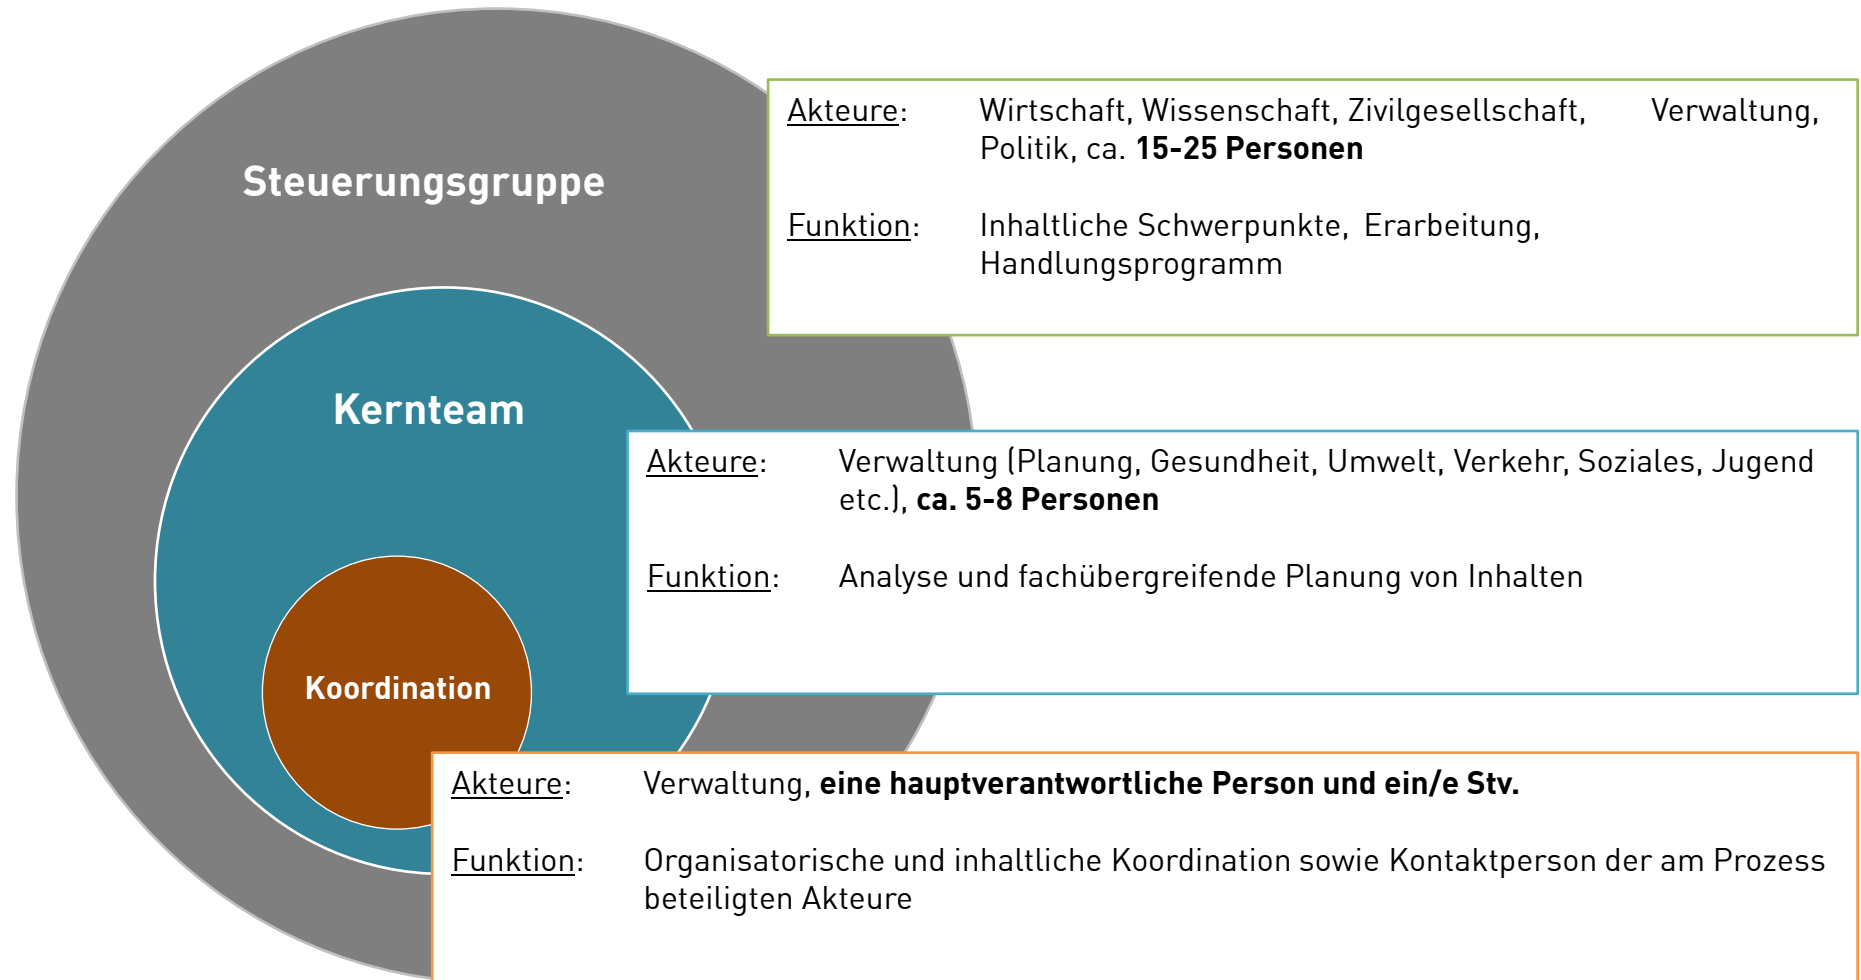 Steuerungsgruppe
Akteure: Wirtschaft, Wissenschaft, Zivilgesellschaft, Verwaltung,
Politik, ca. 15-25 Personen
Funktion: Inhaltliche Schwerpunkte, Erarbeitung,
Handlungsprogramm
Kernteam
Akteure: Verwaltung (Planung, Gesundheit, Umwelt, Verkehr, Soziales, Jugend
etc.), ca. 5-8 Personen
Funktion: Analyse und fachübergreifende Planung von Inhalten
Koordination
Akteure: Verwaltung, eine hauptverantwortliche Person und ein/e Stv.
Funktion: Organisatorische und inhaltliche Koordination sowie Kontaktperson der am Prozess
beteiligten Akteure